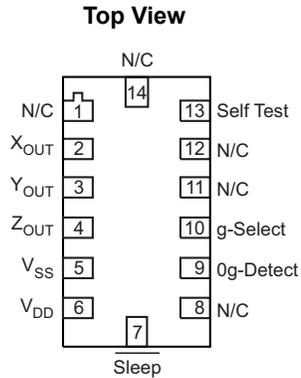 Top View
N/C
14
N/C 1 13 Self Test
XOUT 2 12 N/C
YOUT 3 11 N/C
ZOUT 4 10 g-Select
VSS 5 9 0g-Detect
VDD 6 8 N/C
7
Sleep